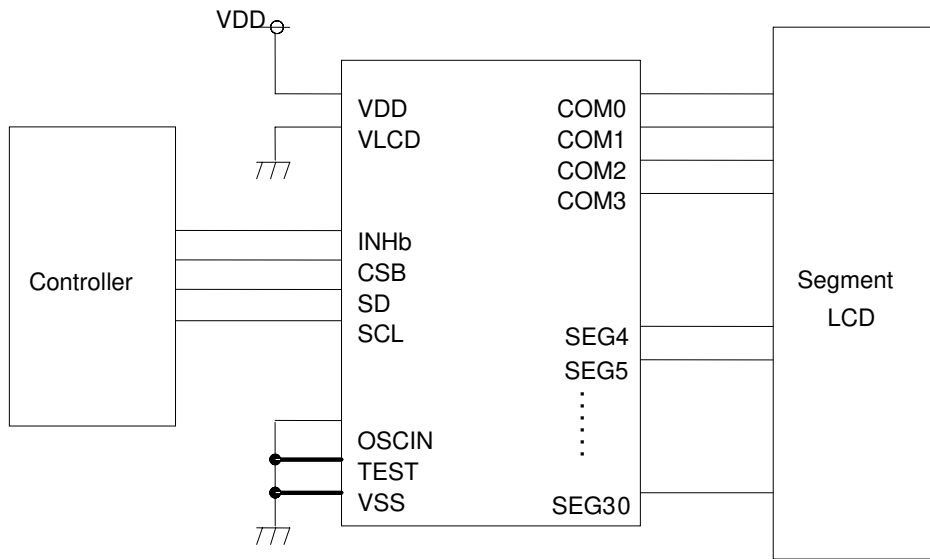 VDD
VDD
VLCD
INHb
CSB
SD
SCL
OSCIN
TEST
VSS
COM0
COM1
COM2
COM3
SEG4
SEG5
SEG30
Controller
Segment
LCD